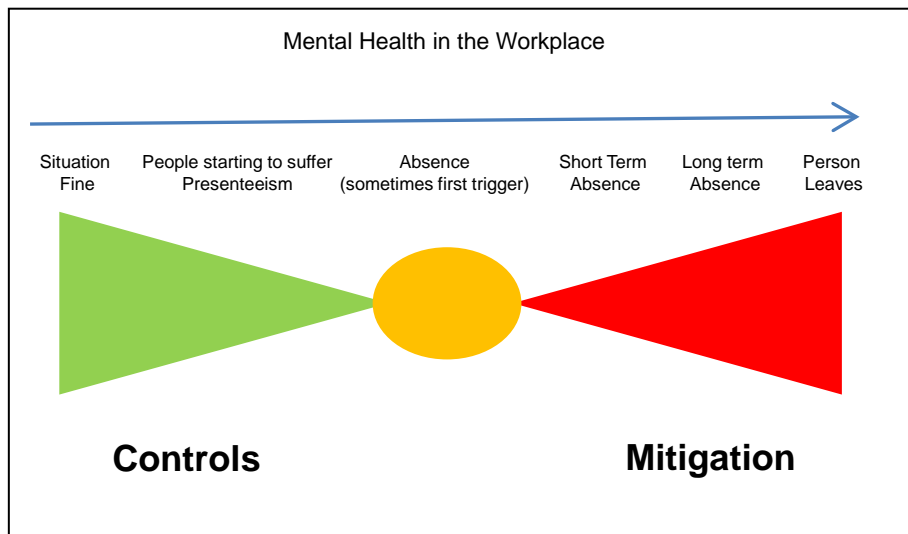 Mental Health in the Workplace
Situation
Fine
People starting to suffer
Presenteeism
Absence
(sometimes first trigger)
Short Term
Absence
Long term
Absence
Person
Leaves
Controls
Mitigation